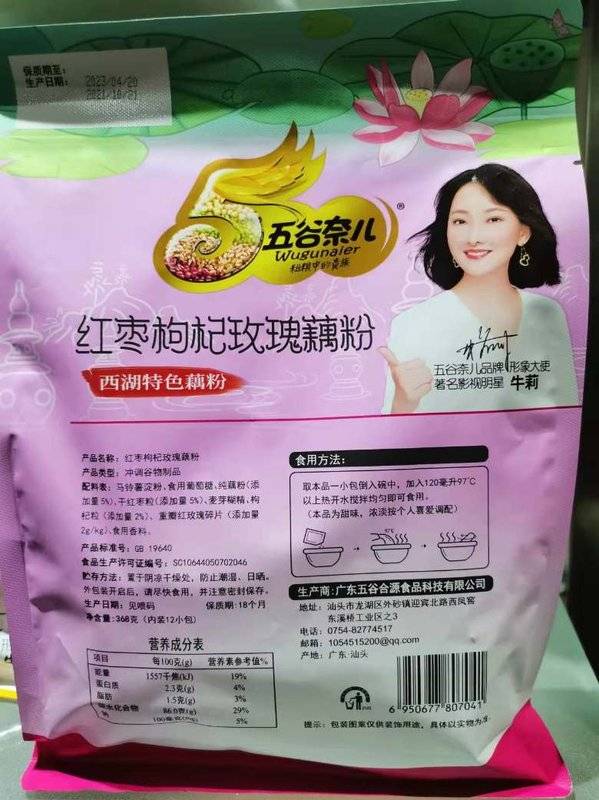 保质期至： 2023/04/20
生产日期： 2021/10/21
五谷奈儿®
Wugunaier
粗粮中的贵族
红枣枸杞玫瑰藕粉
西湖特色藕粉
五谷奈儿品牌 形象大使
著名影视明星 牛莉
产品名称：红枣枸杞玫瑰藕粉
产品类型：冲调谷物制品
配料表：马铃薯淀粉、食用葡萄糖、纯藕粉（添
加量5%）、干红枣粒（添加量5%）、麦芽糊精、枸
杞粒（添加量2%）、重瓣红玫瑰碎片（添加量
2g/kg）、食用香料。
产品标准号：GB 19640
食品生产许可证编号：SC10644050702046
贮存方法：置于阴凉干燥处，防止潮湿、日晒。
外包装开启后，请尽快食用，并注意密封保存。
生产日期：见喷码 保质期：18个月
净含量：368克（内装12小包）
营养成分表
项目 每100克(g) 营养素参考值%
能量 1557千焦(kJ) 19%
蛋白质 2.3克(g) 4%
脂肪 1.5克(g) 3%
碳水化合物 86.0克(g) 29%
钠 5%
食用方法：
取本品一小包倒入碗中，加入120毫升97℃
以上热开水搅拌均匀即可食用。
（本品为甜味，浓淡按个人喜爱调配）
97℃
生产商：广东五谷合源食品科技有限公司
地址：汕头市龙湖区外砂镇迎宾北路西凤窖
东溪桥工业区之3
电话：0754-82774517
邮箱：1054515200@qq.com
产地：广东·汕头
6 950677 807041
提示：包装图案仅供装饰用途，具体以实物为准